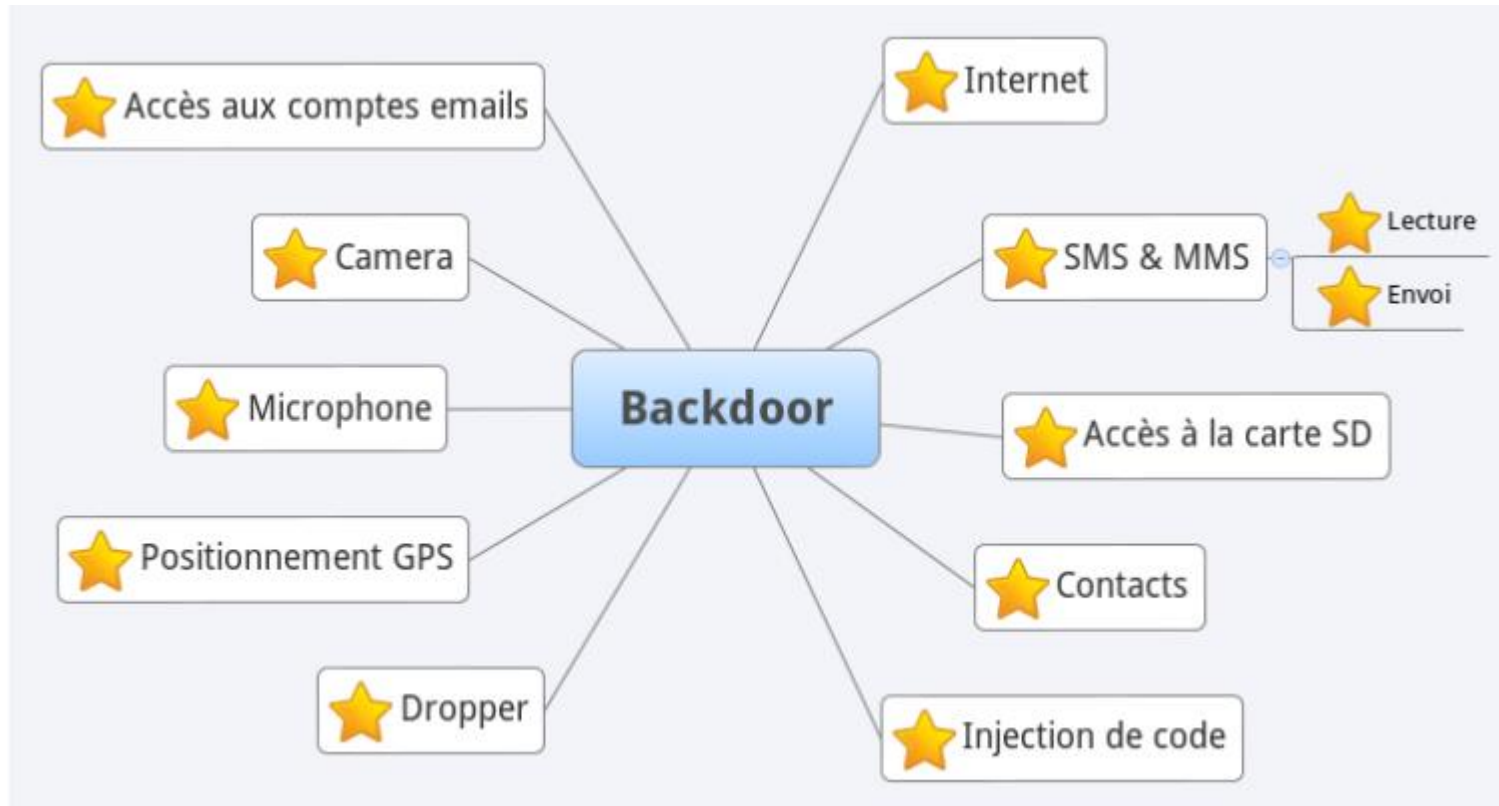 Accès aux comptes emails
Internet
Camera
SMS & MMS
Lecture
Envoi
Microphone
Backdoor
Accès à la carte SD
Positionnement GPS
Contacts
Dropper
Injection de code